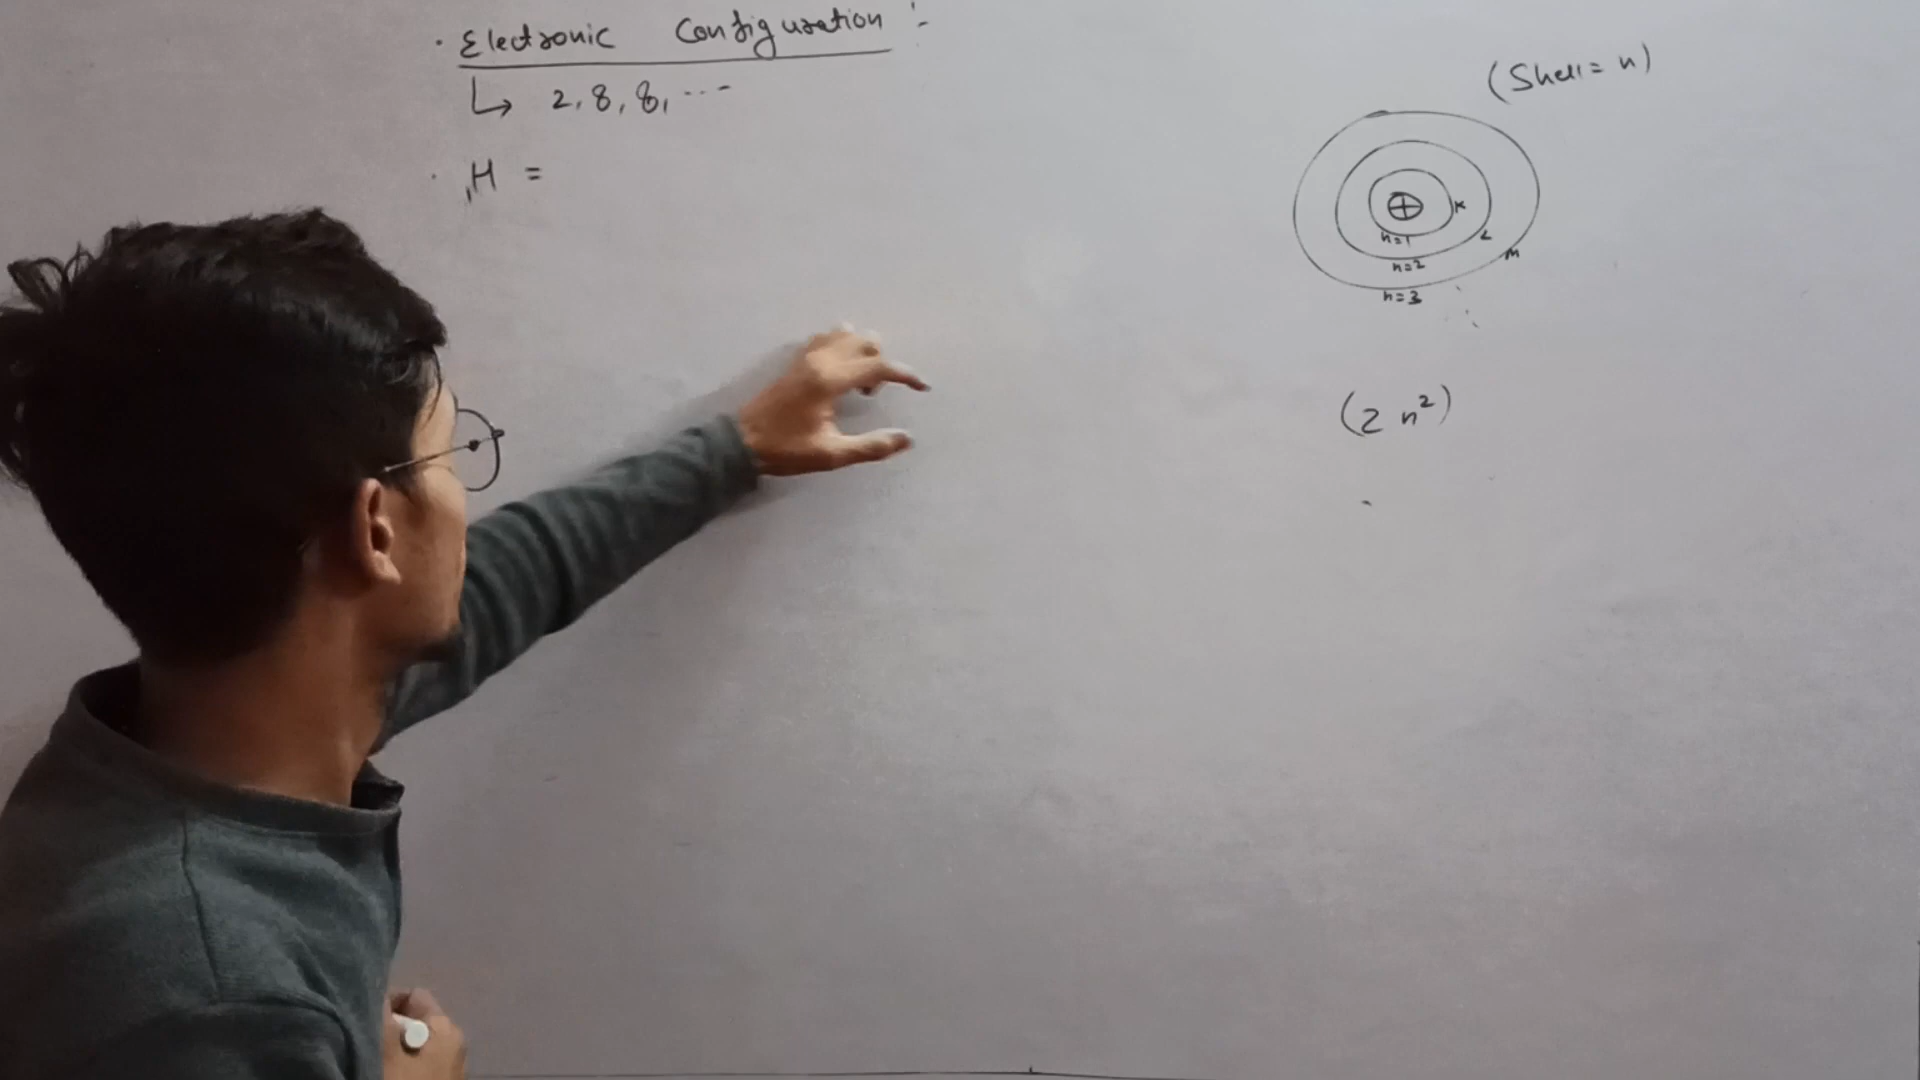 · Electronic Configuration :-
↳ 2, 8, 8, ...
· ₁H =
(Shell = n)
K
n=1
L
n=2
M
n=3
(2 n²)